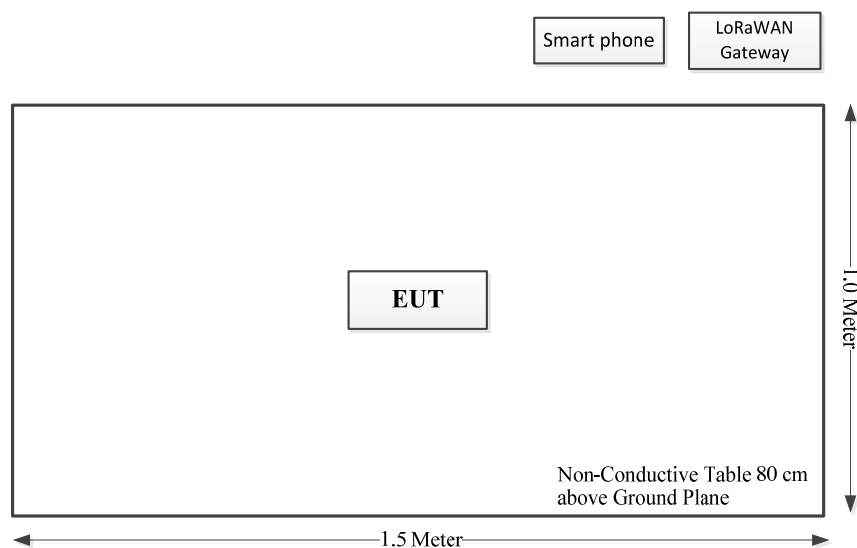 Smart phone
LoRaWAN
Gateway
EUT
1.0 Meter
Non-Conductive Table 80 cm
above Ground Plane
1.5 Meter